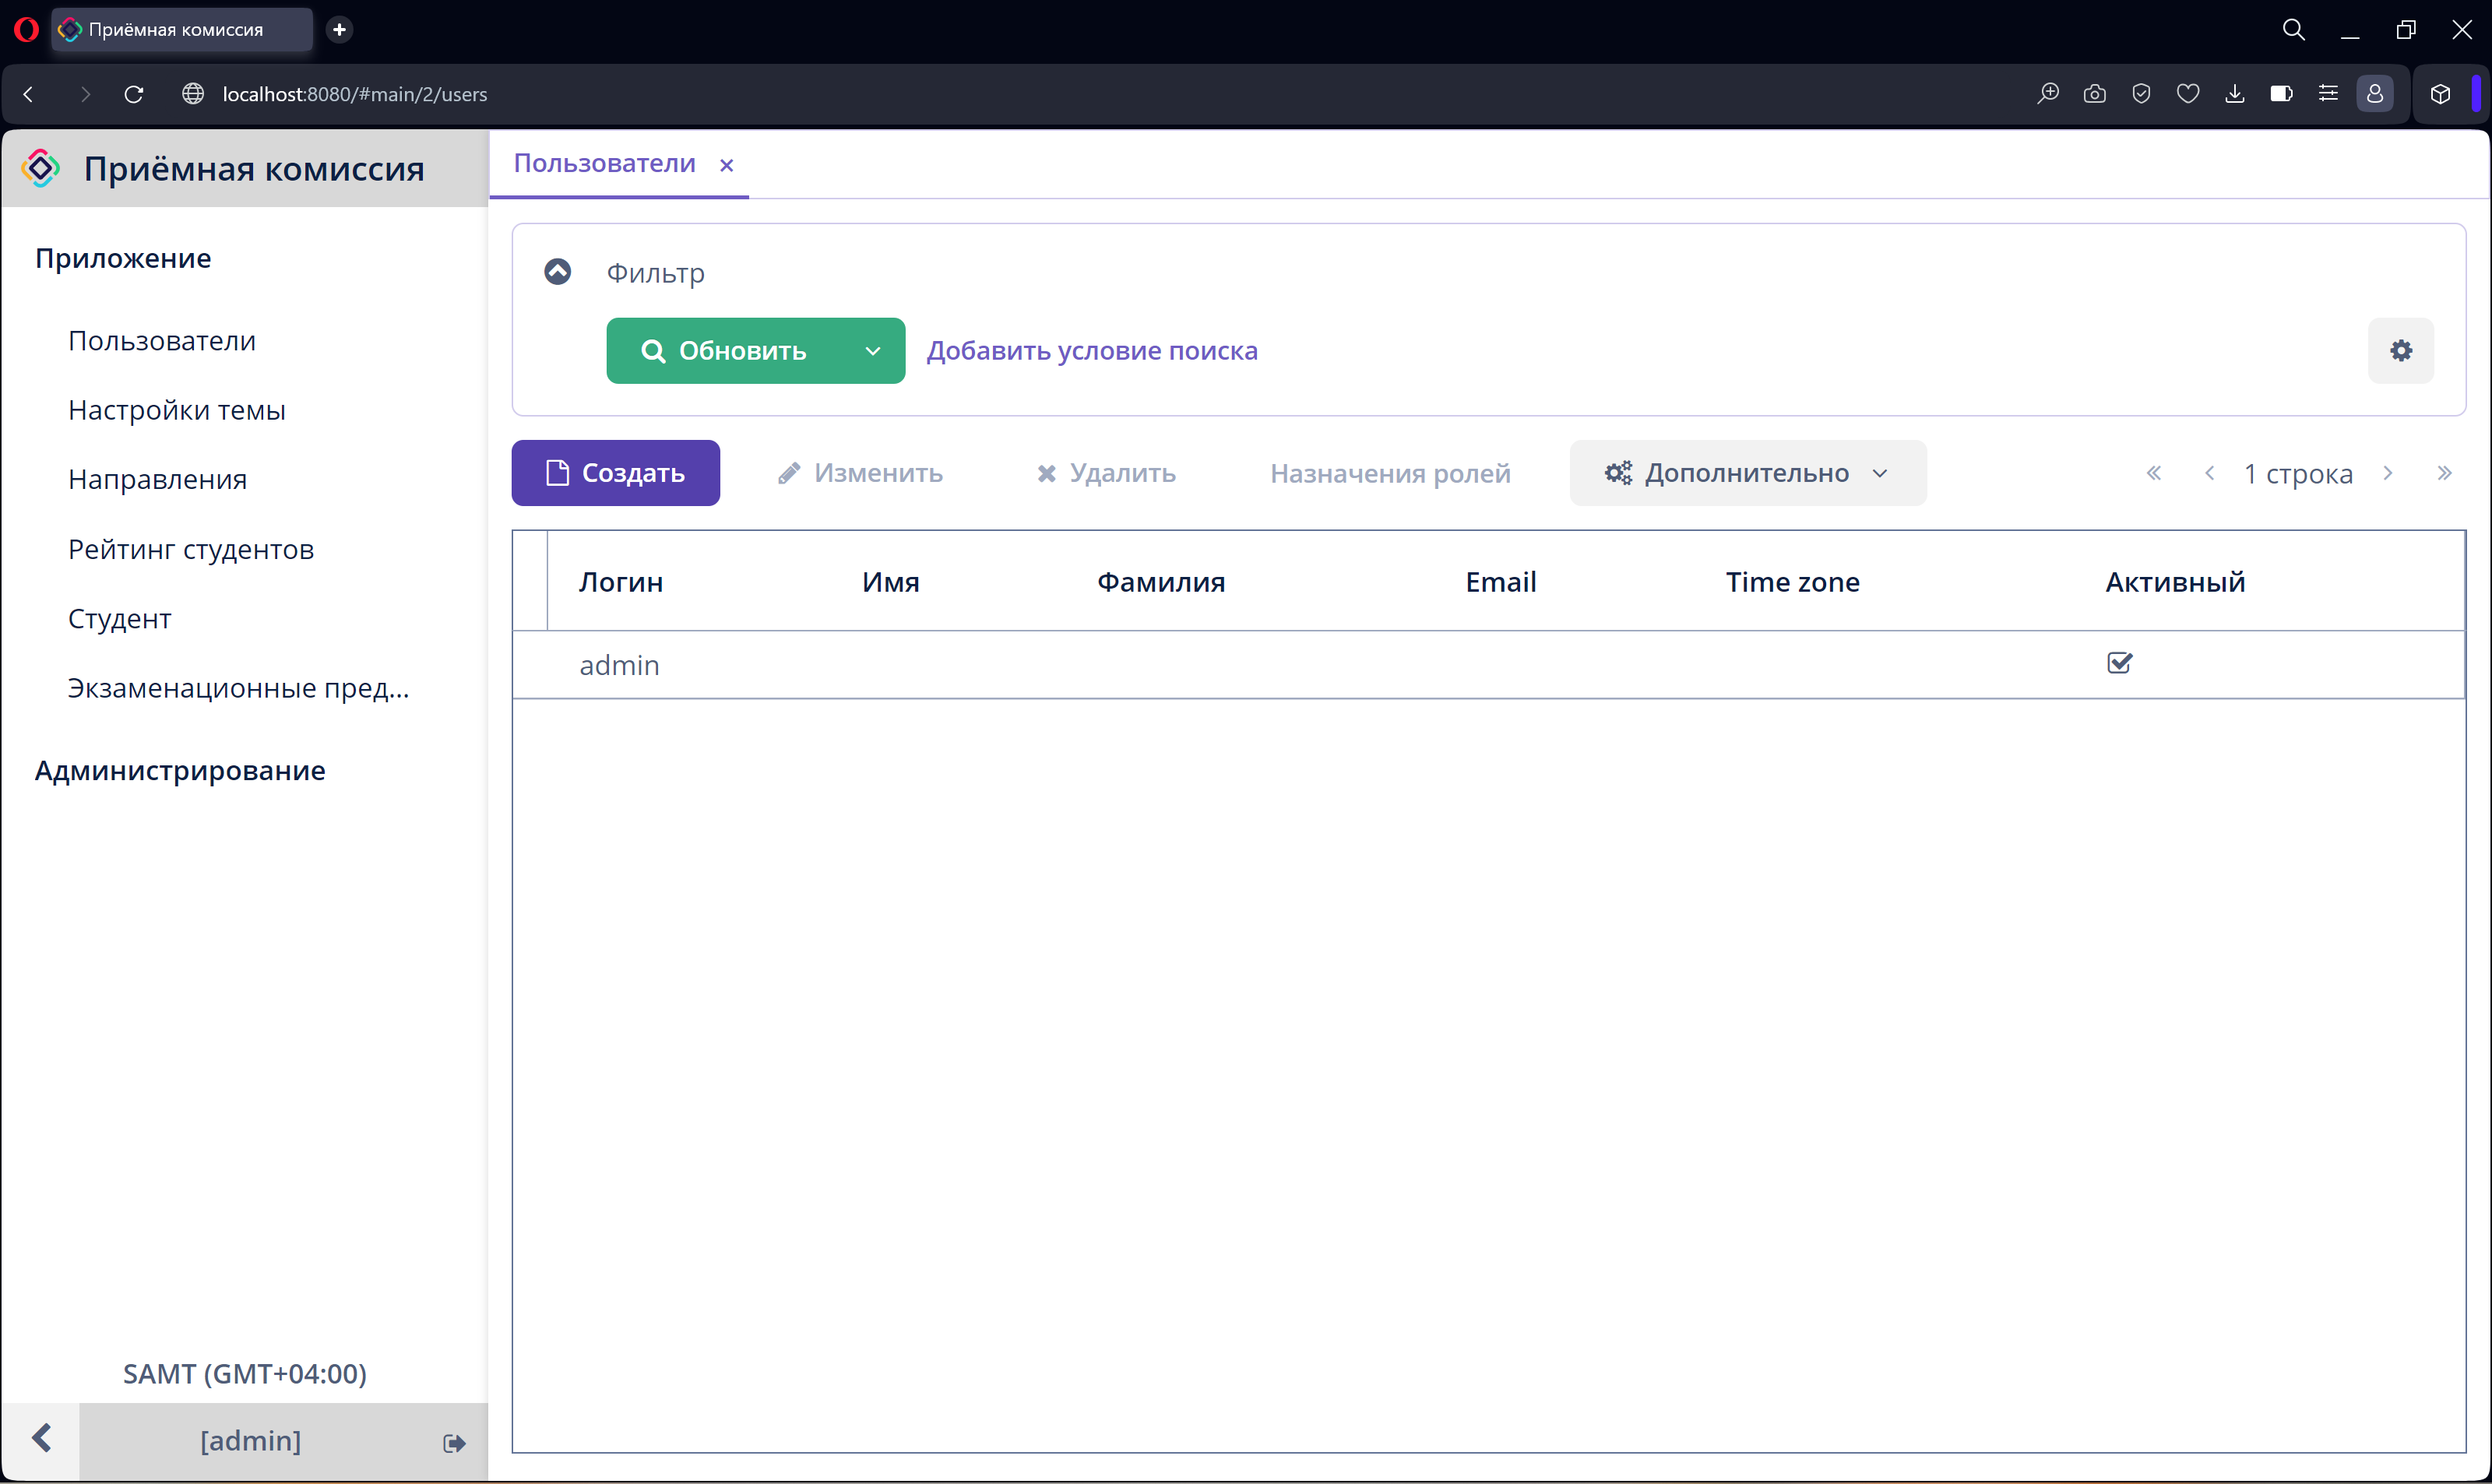 Приёмная комиссия
localhost:8080/#main/2/users
Приёмная комиссия
Приложение
Пользователи
Настройки темы
Направления
Рейтинг студентов
Студент
Экзаменационные пред...
Администрирование
SAMT (GMT+04:00)
[admin]
Пользователи
Фильтр
Обновить Добавить условие поиска
Создать Изменить Удалить Назначения ролей Дополнительно 1 строка
Логин Имя Фамилия Email Time zone Активный
admin